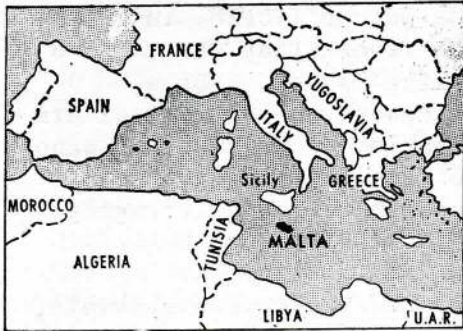 FRANCE
SPAIN
ITALY
YUGOSLAVIA
Sicily
GREECE
MOROCCO
MALTA
TUNISIA
ALGERIA
LIBYA
U.A.R.